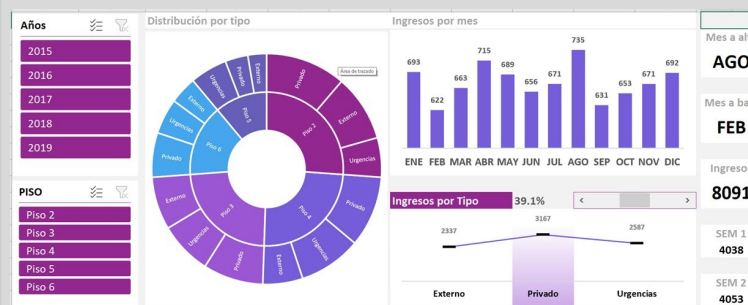 Años
2015
2016
2017
2018
2019
PISO
Piso 2
Piso 3
Piso 4
Piso 5
Piso 6
Distribución por tipo
Área de trazado
Privado
Externo
Urgencias
Piso 2
Privado
Urgencias
Externo
Piso 4
Privado
Urgencias
Externo
Piso 3
Privado
Urgencias
Externo
Piso 6
Urgencias
Privado
Externo
Piso 5
Ingresos por mes
693 622 663 715 689 656 671 735 631 653 671 692
ENE FEB MAR ABR MAY JUN JUL AGO SEP OCT NOV DIC
Ingresos por Tipo 39.1%
2337 3167 2587
Externo Privado Urgencias
Mes a al
AGO
Mes a ba
FEB
Ingreso
8091
SEM 1
4038
SEM 2
4053